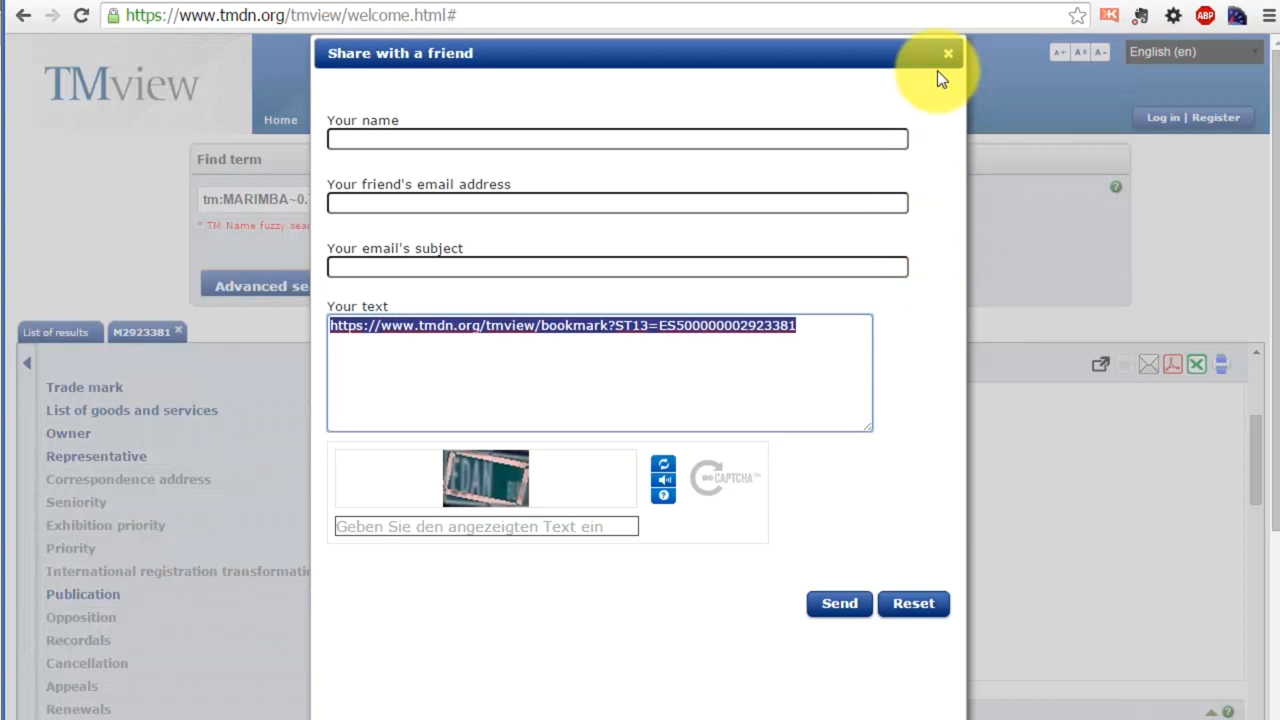 https://www.tmdn.org/tmview/welcome.html#
ABP
TMview
Home
A- A± A-
English (en)
Log in | Register
Share with a friend
Your name
Your friend's email address
Your email's subject
Your text
https://www.tmdn.org/tmview/bookmark?ST13=ES500000002923381
Geben Sie den angezeigten Text ein
CAPTCHA
Send
Reset
Find term
tm:MARIMBA~0.
* TM Name fuzzy sear
Advanced se
List of results
M2923381
Trade mark
List of goods and services
Owner
Representative
Correspondence address
Seniority
Exhibition priority
Priority
International registration transformati
Publication
Opposition
Recordals
Cancellation
Appeals
Renewals